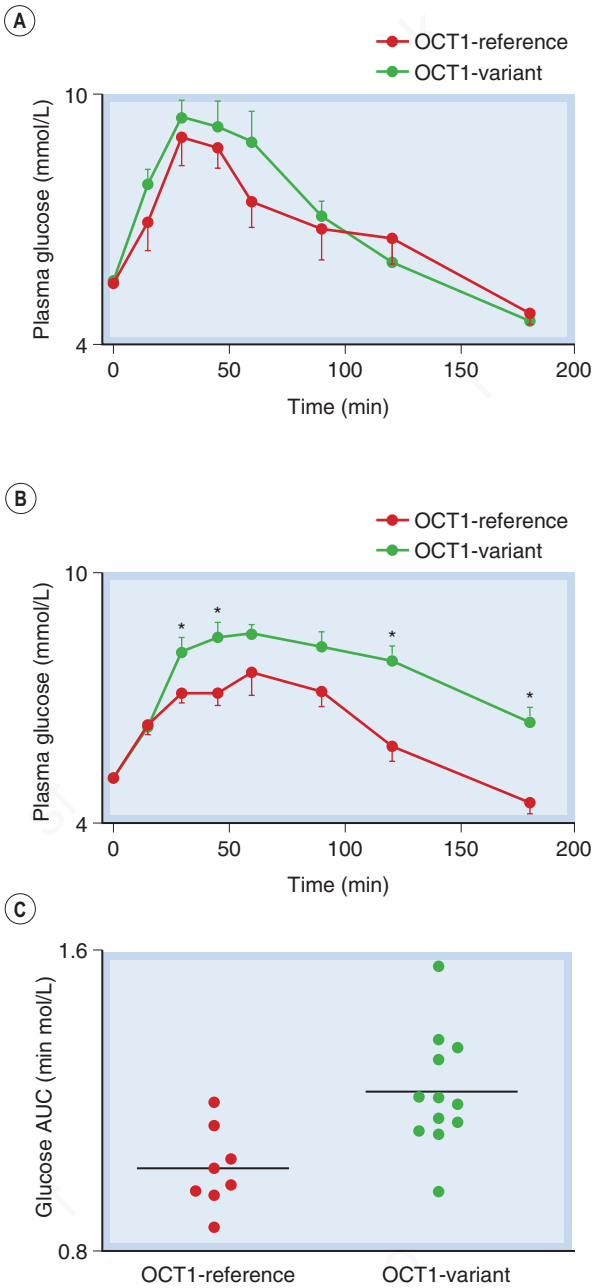 A
OCT1-reference
OCT1-variant
10
Plasma glucose (mmol/L)
4
0 50 100 150 200
Time (min)
B
OCT1-reference
OCT1-variant
10
* * * *
Plasma glucose (mmol/L)
4
0 50 100 150 200
Time (min)
C
1.6
Glucose AUC (min mol/L)
0.8
OCT1-reference OCT1-variant